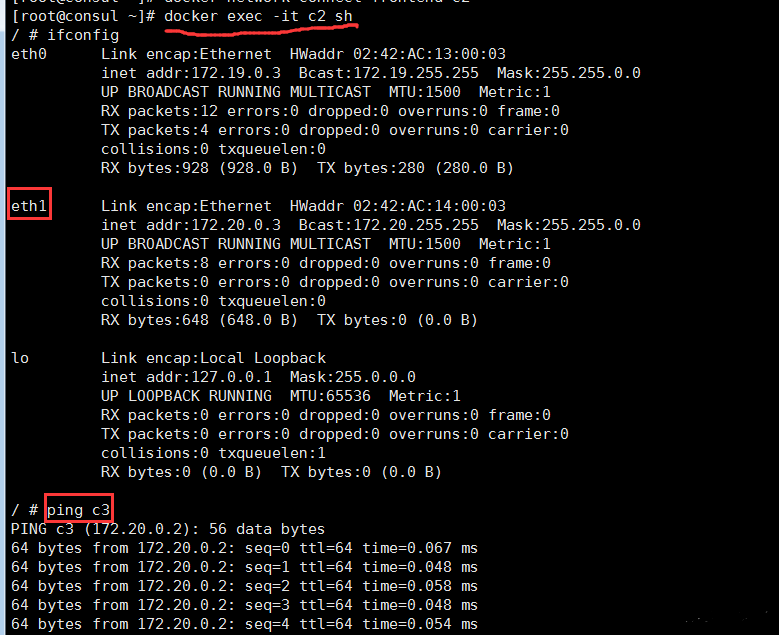 [root@consul ~]# docker network connect frontend c2
[root@consul ~]# docker exec -it c2 sh
/ # ifconfig
eth0      Link encap:Ethernet  HWaddr 02:42:AC:13:00:03
          inet addr:172.19.0.3  Bcast:172.19.255.255  Mask:255.255.0.0
          UP BROADCAST RUNNING MULTICAST  MTU:1500  Metric:1
          RX packets:12 errors:0 dropped:0 overruns:0 frame:0
          TX packets:4 errors:0 dropped:0 overruns:0 carrier:0
          collisions:0 txqueuelen:0
          RX bytes:928 (928.0 B)  TX bytes:280 (280.0 B)
eth1      Link encap:Ethernet  HWaddr 02:42:AC:14:00:03
          inet addr:172.20.0.3  Bcast:172.20.255.255  Mask:255.255.0.0
          UP BROADCAST RUNNING MULTICAST  MTU:1500  Metric:1
          RX packets:8 errors:0 dropped:0 overruns:0 frame:0
          TX packets:0 errors:0 dropped:0 overruns:0 carrier:0
          collisions:0 txqueuelen:0
          RX bytes:648 (648.0 B)  TX bytes:0 (0.0 B)
lo        Link encap:Local Loopback
          inet addr:127.0.0.1  Mask:255.0.0.0
          UP LOOPBACK RUNNING  MTU:65536  Metric:1
          RX packets:0 errors:0 dropped:0 overruns:0 frame:0
          TX packets:0 errors:0 dropped:0 overruns:0 carrier:0
          collisions:0 txqueuelen:1
          RX bytes:0 (0.0 B)  TX bytes:0 (0.0 B)
/ # ping c3
PING c3 (172.20.0.2): 56 data bytes
64 bytes from 172.20.0.2: seq=0 ttl=64 time=0.067 ms
64 bytes from 172.20.0.2: seq=1 ttl=64 time=0.048 ms
64 bytes from 172.20.0.2: seq=2 ttl=64 time=0.058 ms
64 bytes from 172.20.0.2: seq=3 ttl=64 time=0.048 ms
64 bytes from 172.20.0.2: seq=4 ttl=64 time=0.054 ms